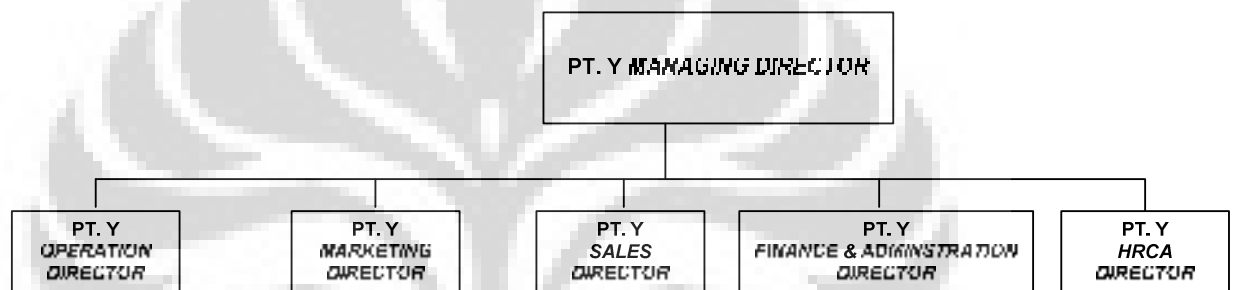 PT. Y MANAGING DIRECTOR
PT. Y
OPERATION
DIRECTOR
PT. Y
MARKETING
DIRECTOR
PT. Y
SALES
DIRECTOR
PT. Y
FINANCE & ADMINSTRATION
DIRECTOR
PT. Y
HRCA
DIRECTOR